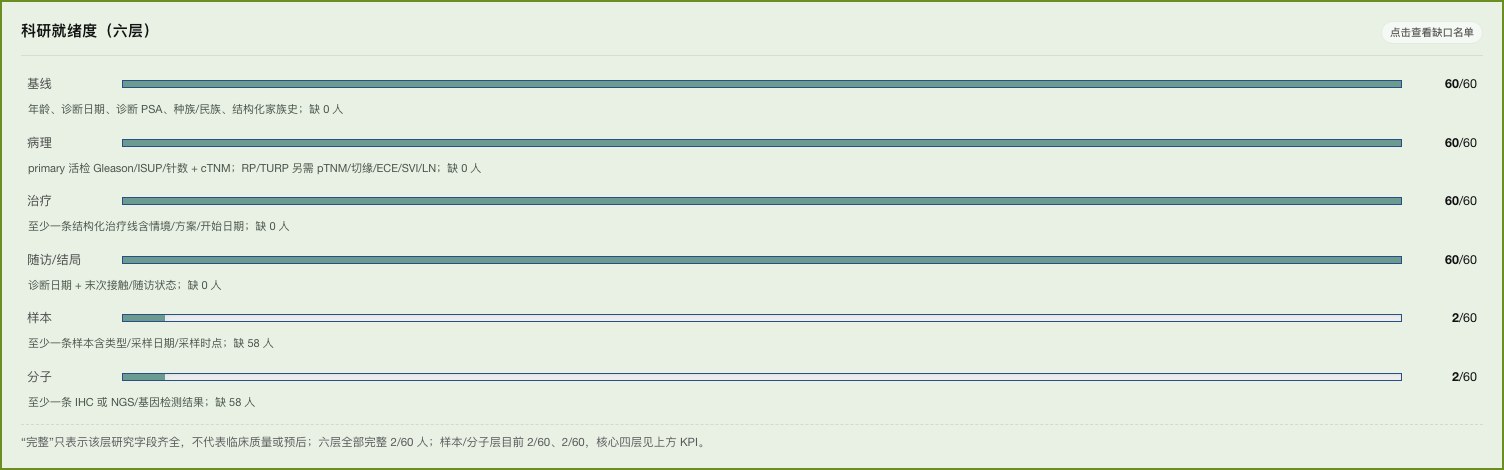 科研就绪度（六层）
点击查看缺口名单
基线
60/60
年龄、诊断日期、诊断 PSA、种族/民族、结构化家族史；缺 0 人
病理
60/60
primary 活检 Gleason/ISUP/针数 + cTNM；RP/TURP 另需 pTNM/切缘/ECE/SVI/LN；缺 0 人
治疗
60/60
至少一条结构化治疗线含情境/方案/开始日期；缺 0 人
随访/结局
60/60
诊断日期 + 末次接触/随访状态；缺 0 人
样本
2/60
至少一条样本含类型/采样日期/采样时点；缺 58 人
分子
2/60
至少一条 IHC 或 NGS/基因检测结果；缺 58 人
“完整”只表示该层研究字段齐全，不代表临床质量或预后；六层全部完整 2/60 人；样本/分子层目前 2/60、2/60，核心四层见上方 KPI。